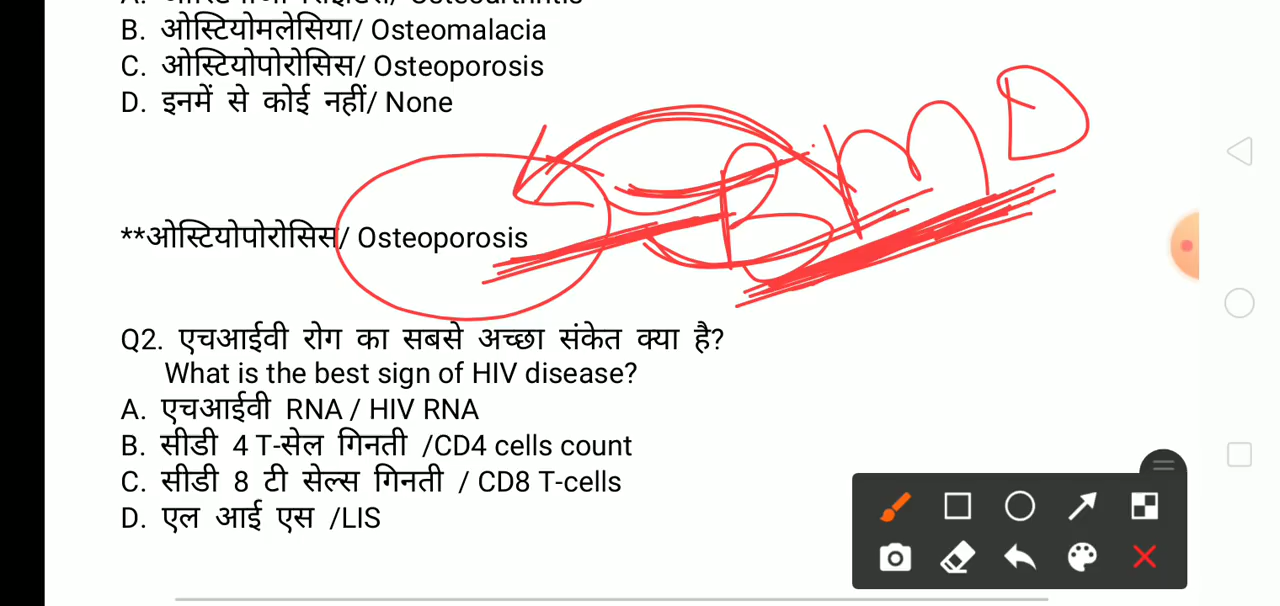 B. ओस्टियोमलेसिया/ Osteomalacia
C. ओस्टियोपोरोसिस/ Osteoporosis
D. इनमें से कोई नहीं/ None
BMD
**ओस्टियोपोरोसिस/ Osteoporosis
Q2. एचआईवी रोग का सबसे अच्छा संकेत क्या है?
What is the best sign of HIV disease?
A. एचआईवी RNA / HIV RNA
B. सीडी 4 T-सेल गिनती /CD4 cells count
C. सीडी 8 टी सेल्स गिनती / CD8 T-cells
D. एल आई एस /LIS